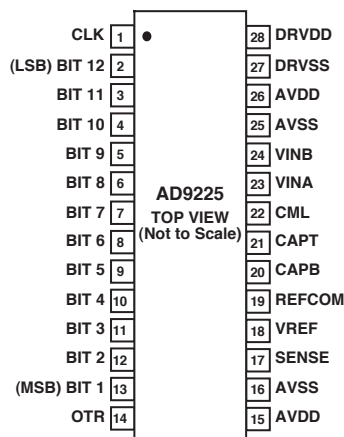 CLK 1 28 DRVDD
(LSB) BIT 12 2 27 DRVSS
BIT 11 3 26 AVDD
BIT 10 4 25 AVSS
BIT 9 5 24 VINB
BIT 8 6 23 VINA
BIT 7 7 22 CML
BIT 6 8 21 CAPT
BIT 5 9 20 CAPB
BIT 4 10 19 REFCOM
BIT 3 11 18 VREF
BIT 2 12 17 SENSE
(MSB) BIT 1 13 16 AVSS
OTR 14 15 AVDD
AD9225
TOP VIEW
(Not to Scale)